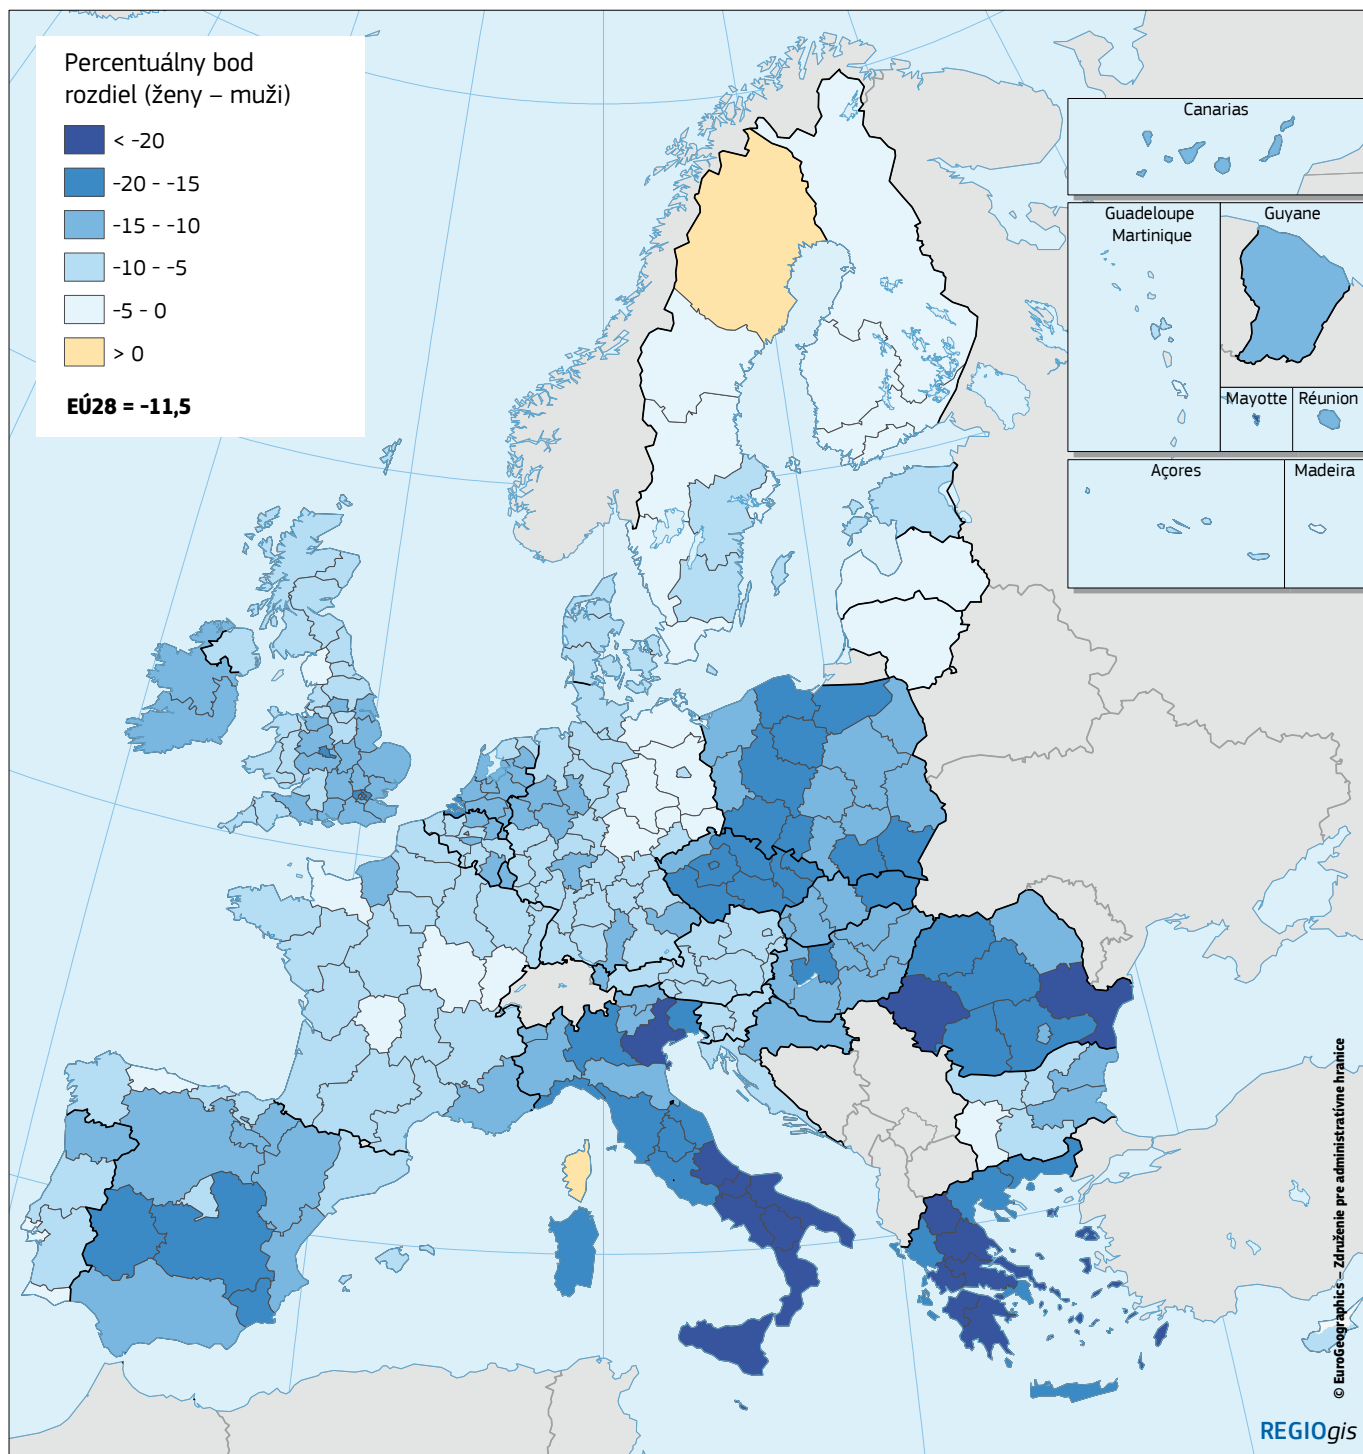 Percentuálny bod
rozdiel (ženy – muži)
< -20
-20 - -15
-15 - -10
-10 - -5
-5 - 0
> 0
EÚ28 = -11,5
Canarias
Guadeloupe
Martinique
Guyane
Mayotte
Réunion
Açores
Madeira
© EuroGeographics – Združenie pre administratívne hranice
REGIOgis